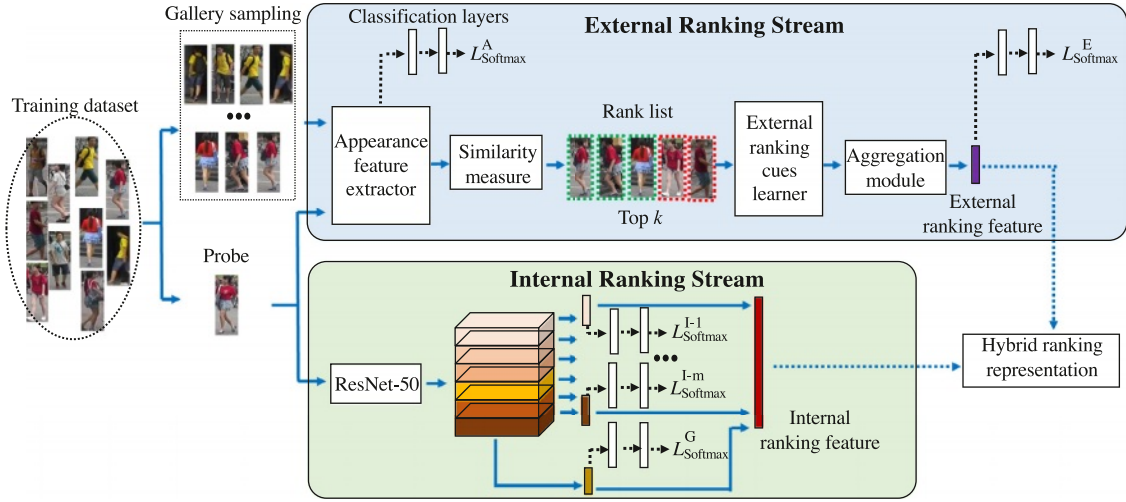 Gallery sampling
Classification layers
External Ranking Stream
L^A_Softmax
L^E_Softmax
Training dataset
•••
Appearance
feature
extractor
Similarity
measure
Rank list
Top k
External
ranking
cues
learner
Aggregation
module
External
ranking feature
Probe
Internal Ranking Stream
ResNet-50
L^I-1_Softmax
•••
L^I-m_Softmax
L^G_Softmax
Internal
ranking feature
Hybrid ranking
representation